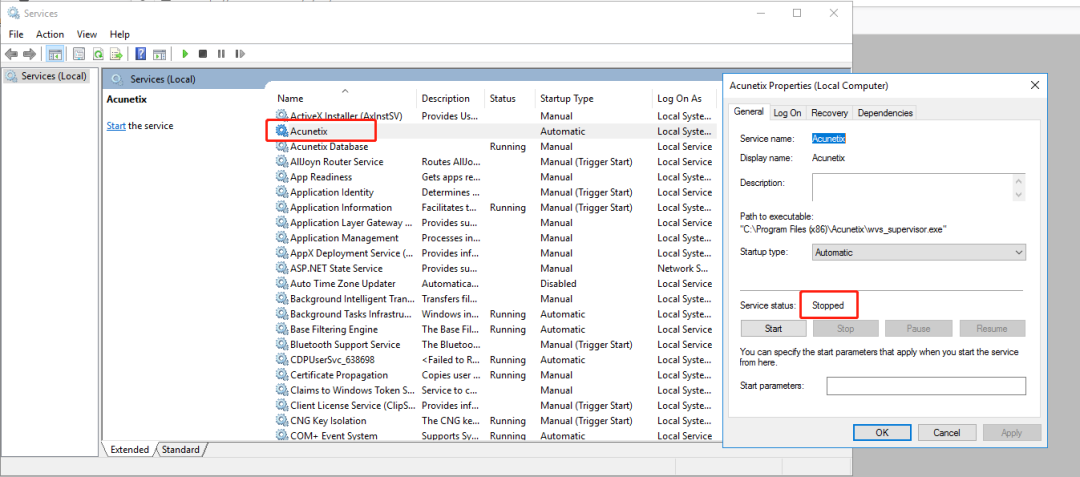 Services
File Action View Help
Services (Local)
Services (Local)
Acunetix
Start the service
Name Description Status Startup Type Log On As
ActiveX Installer (AxInstSV) Provides Us... Manual Local Syste...
Acunetix Automatic Local Syste...
Acunetix Database Running Manual Local Service
AllJoyn Router Service Routes AllJo... Manual (Trigger Start) Local Service
App Readiness Gets apps re... Manual Local Syste...
Application Identity Determines ... Manual (Trigger Start) Local Service
Application Information Facilitates t... Running Manual (Trigger Start) Local Syste...
Application Layer Gateway ... Provides su... Manual Local Service
Application Management Processes in... Manual Local Syste...
AppX Deployment Service (... Provides inf... Manual Local Syste...
ASP.NET State Service Provides su... Manual Network S...
Auto Time Zone Updater Automatica... Disabled Local Service
Background Intelligent Tran... Transfers fil... Manual Local Syste...
Background Tasks Infrastru... Windows in... Running Automatic Local Syste...
Base Filtering Engine The Base Fil... Running Automatic Local Service
Bluetooth Support Service The Bluetoo... Manual (Trigger Start) Local Service
CDPUserSvc_638698 <Failed to R... Running Automatic Local Syste...
Certificate Propagation Copies user ... Running Manual Local Syste...
Claims to Windows Token S... Service to c... Manual Local Syste...
Client License Service (ClipS... Provides inf... Manual (Trigger Start) Local Syste...
CNG Key Isolation The CNG ke... Running Manual (Trigger Start) Local Syste...
COM+ Event System Supports Sy... Running Automatic Local Service
Extended Standard
Acunetix Properties (Local Computer)
General Log On Recovery Dependencies
Service name: Acunetix
Display name: Acunetix
Description:
Path to executable:
"C:\Program Files (x86)\Acunetix\wvs_supervisor.exe"
Startup type: Automatic
Service status: Stopped
Start Stop Pause Resume
You can specify the start parameters that apply when you start the service
from here.
Start parameters:
OK Cancel Apply